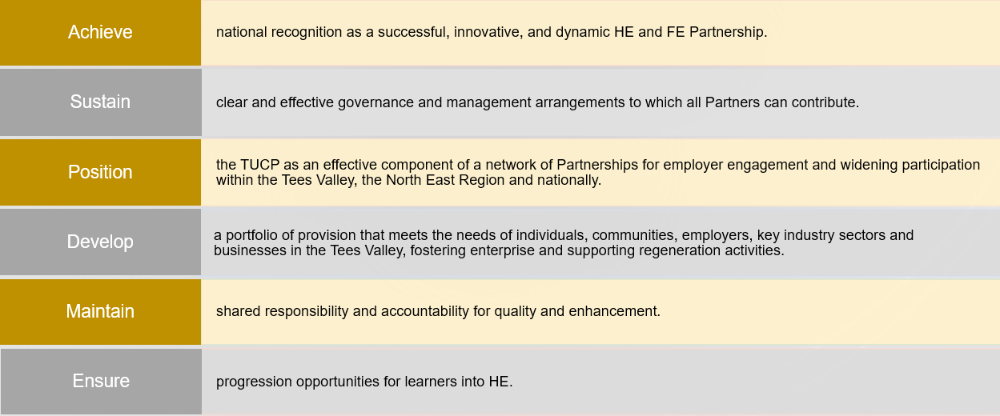 Achieve
national recognition as a successful, innovative, and dynamic HE and FE Partnership.
Sustain
clear and effective governance and management arrangements to which all Partners can contribute.
Position
the TUCP as an effective component of a network of Partnerships for employer engagement and widening participation
within the Tees Valley, the North East Region and nationally.
Develop
a portfolio of provision that meets the needs of individuals, communities, employers, key industry sectors and
businesses in the Tees Valley, fostering enterprise and supporting regeneration activities.
Maintain
shared responsibility and accountability for quality and enhancement.
Ensure
progression opportunities for learners into HE.